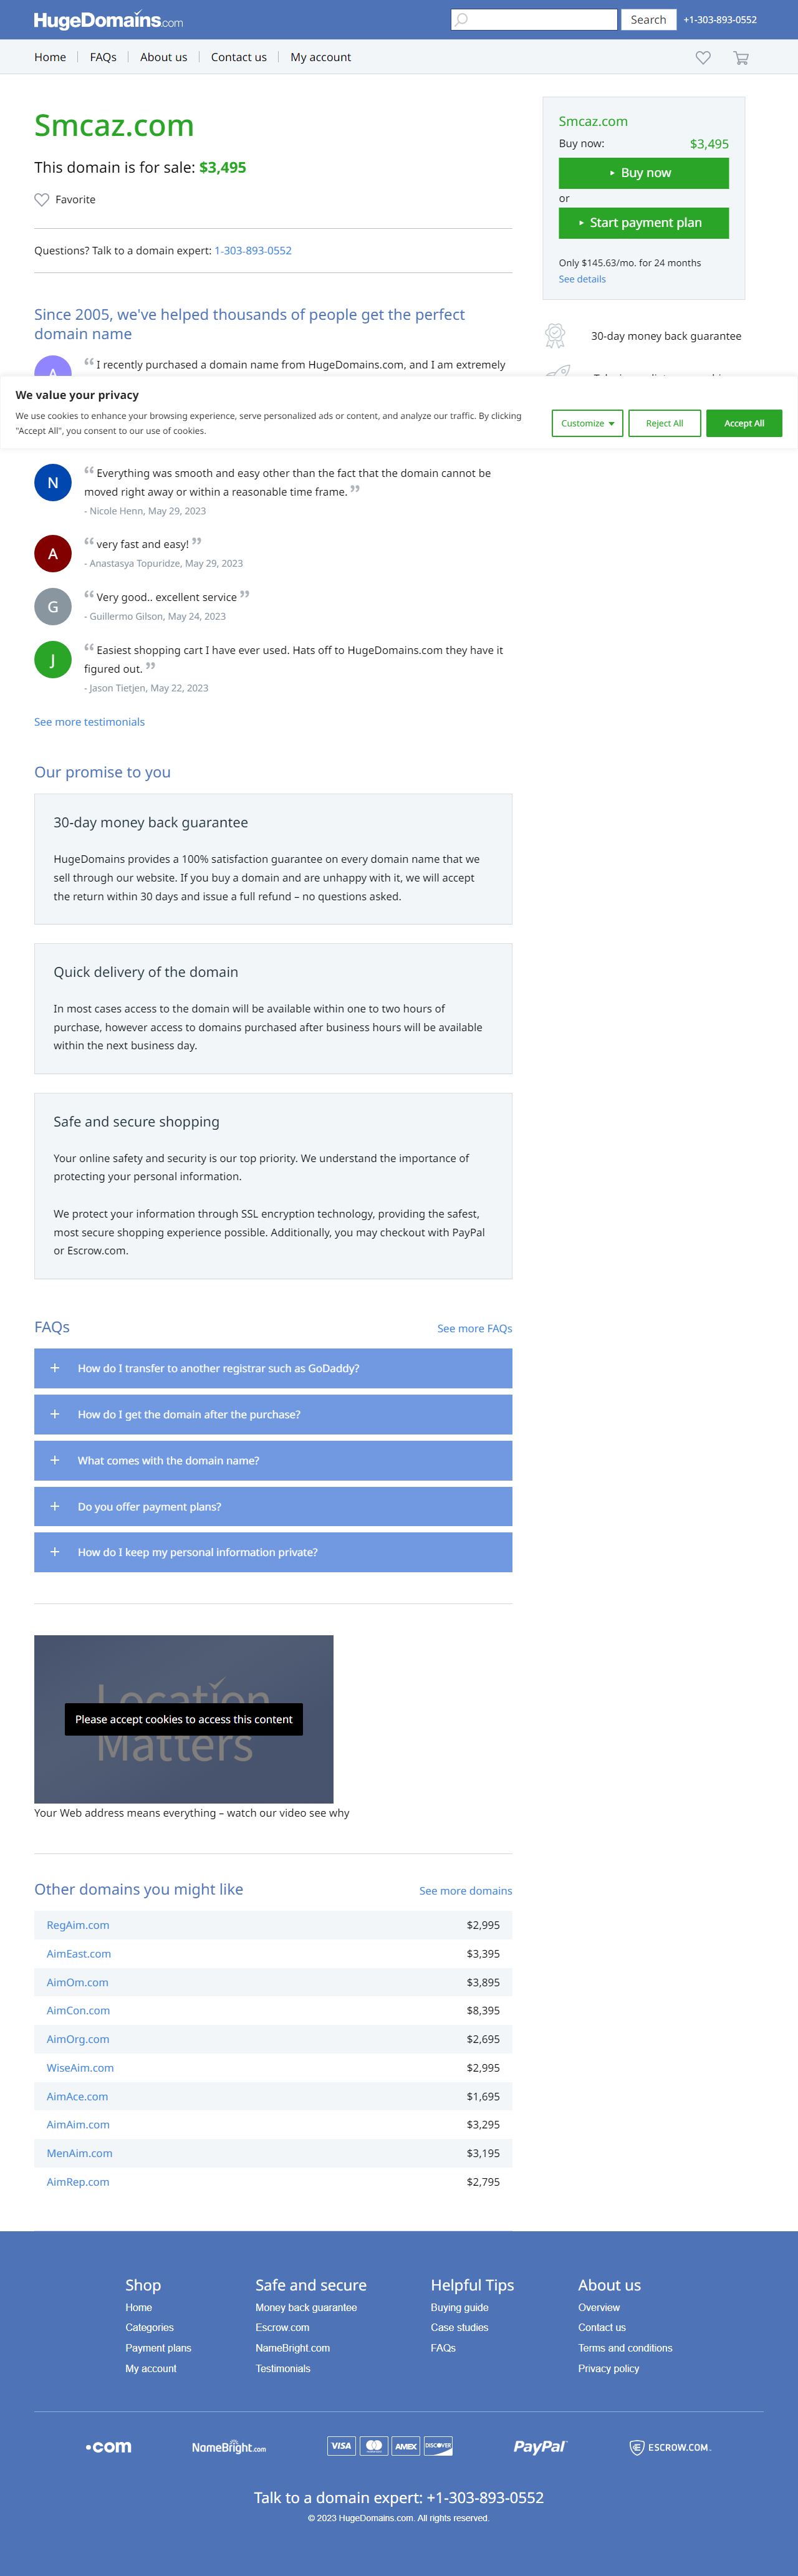 HugeDomains.com
Search
+1-303-893-0552
Home
FAQs
About us
Contact us
My account
Smcaz.com
This domain is for sale: $3,495
Favorite
Questions? Talk to a domain expert: 1-303-893-0552
Since 2005, we've helped thousands of people get the perfect
domain name
A
“ I recently purchased a domain name from HugeDomains.com, and I am extremely
Smcaz.com
Buy now:
$3,495
▸ Buy now
or
▸ Start payment plan
Only $145.63/mo. for 24 months
See details
30-day money back guarantee
We value your privacy
We use cookies to enhance your browsing experience, serve personalized ads or content, and analyze our traffic. By clicking
"Accept All", you consent to our use of cookies.
Customize
Reject All
Accept All
N
“ Everything was smooth and easy other than the fact that the domain cannot be
moved right away or within a reasonable time frame. ”
- Nicole Henn, May 29, 2023
A
“ very fast and easy! ”
- Anastasya Topuridze, May 29, 2023
G
“ Very good.. excellent service ”
- Guillermo Gilson, May 24, 2023
J
“ Easiest shopping cart I have ever used. Hats off to HugeDomains.com they have it
figured out. ”
- Jason Tietjen, May 22, 2023
See more testimonials
Our promise to you
30-day money back guarantee
HugeDomains provides a 100% satisfaction guarantee on every domain name that we
sell through our website. If you buy a domain and are unhappy with it, we will accept
the return within 30 days and issue a full refund – no questions asked.
Quick delivery of the domain
In most cases access to the domain will be available within one to two hours of
purchase, however access to domains purchased after business hours will be available
within the next business day.
Safe and secure shopping
Your online safety and security is our top priority. We understand the importance of
protecting your personal information.
We protect your information through SSL encryption technology, providing the safest,
most secure shopping experience possible. Additionally, you may checkout with PayPal
or Escrow.com.
FAQs
See more FAQs
+ How do I transfer to another registrar such as GoDaddy?
+ How do I get the domain after the purchase?
+ What comes with the domain name?
+ Do you offer payment plans?
+ How do I keep my personal information private?
Location
Please accept cookies to access this content
Matters
Your Web address means everything – watch our video see why
Other domains you might like
See more domains
RegAim.com $2,995
AimEast.com $3,395
AimOm.com $3,895
AimCon.com $8,395
AimOrg.com $2,695
WiseAim.com $2,995
AimAce.com $1,695
AimAim.com $3,295
MenAim.com $3,195
AimRep.com $2,795
Shop
Home
Categories
Payment plans
My account
Safe and secure
Money back guarantee
Escrow.com
NameBright.com
Testimonials
Helpful Tips
Buying guide
Case studies
FAQs
About us
Overview
Contact us
Terms and conditions
Privacy policy
.com
NameBright.com
VISA
MasterCard
AMEX
DISCOVER
PayPal
ESCROW.COM
Talk to a domain expert: +1-303-893-0552
© 2023 HugeDomains.com. All rights reserved.